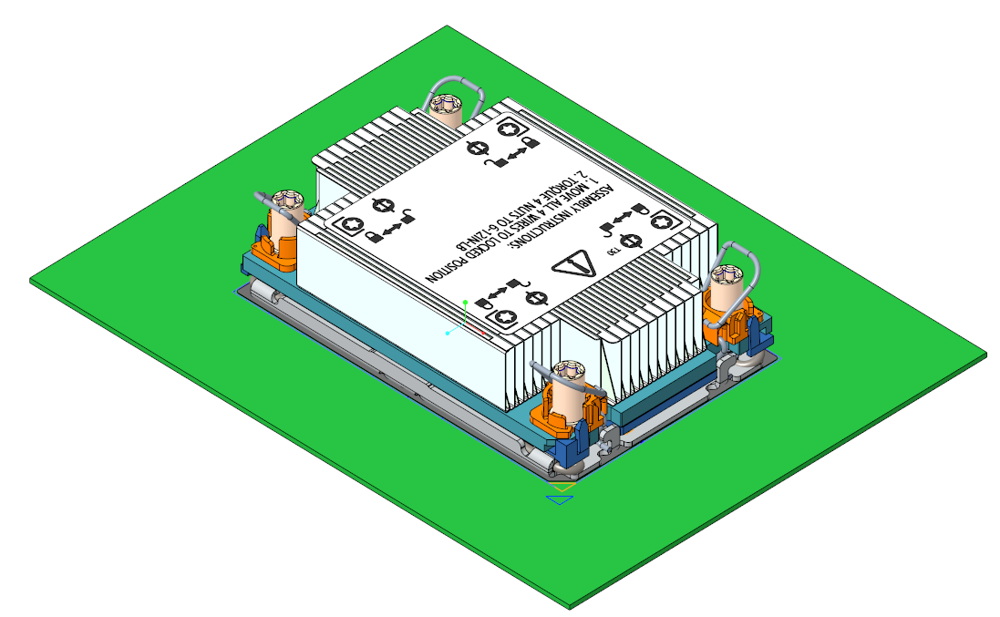 ASSEMBLY INSTRUCTIONS:
1. MOVE ALL 4 WIRES TO LOCKED POSITION
2. TORQUE 4 NUTS TO 6-12IN-LB
T30